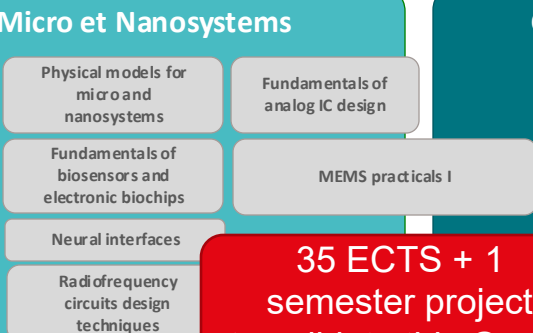 Micro et Nanosystems
Physical models for
micro and
nanosystems
Fundamentals of
analog IC design
Fundamentals of
biosensors and
electronic biochips
MEMS practicals I
Neural interfaces
Radiofrequency
circuits design
techniques
35 ECTS + 1
semester project